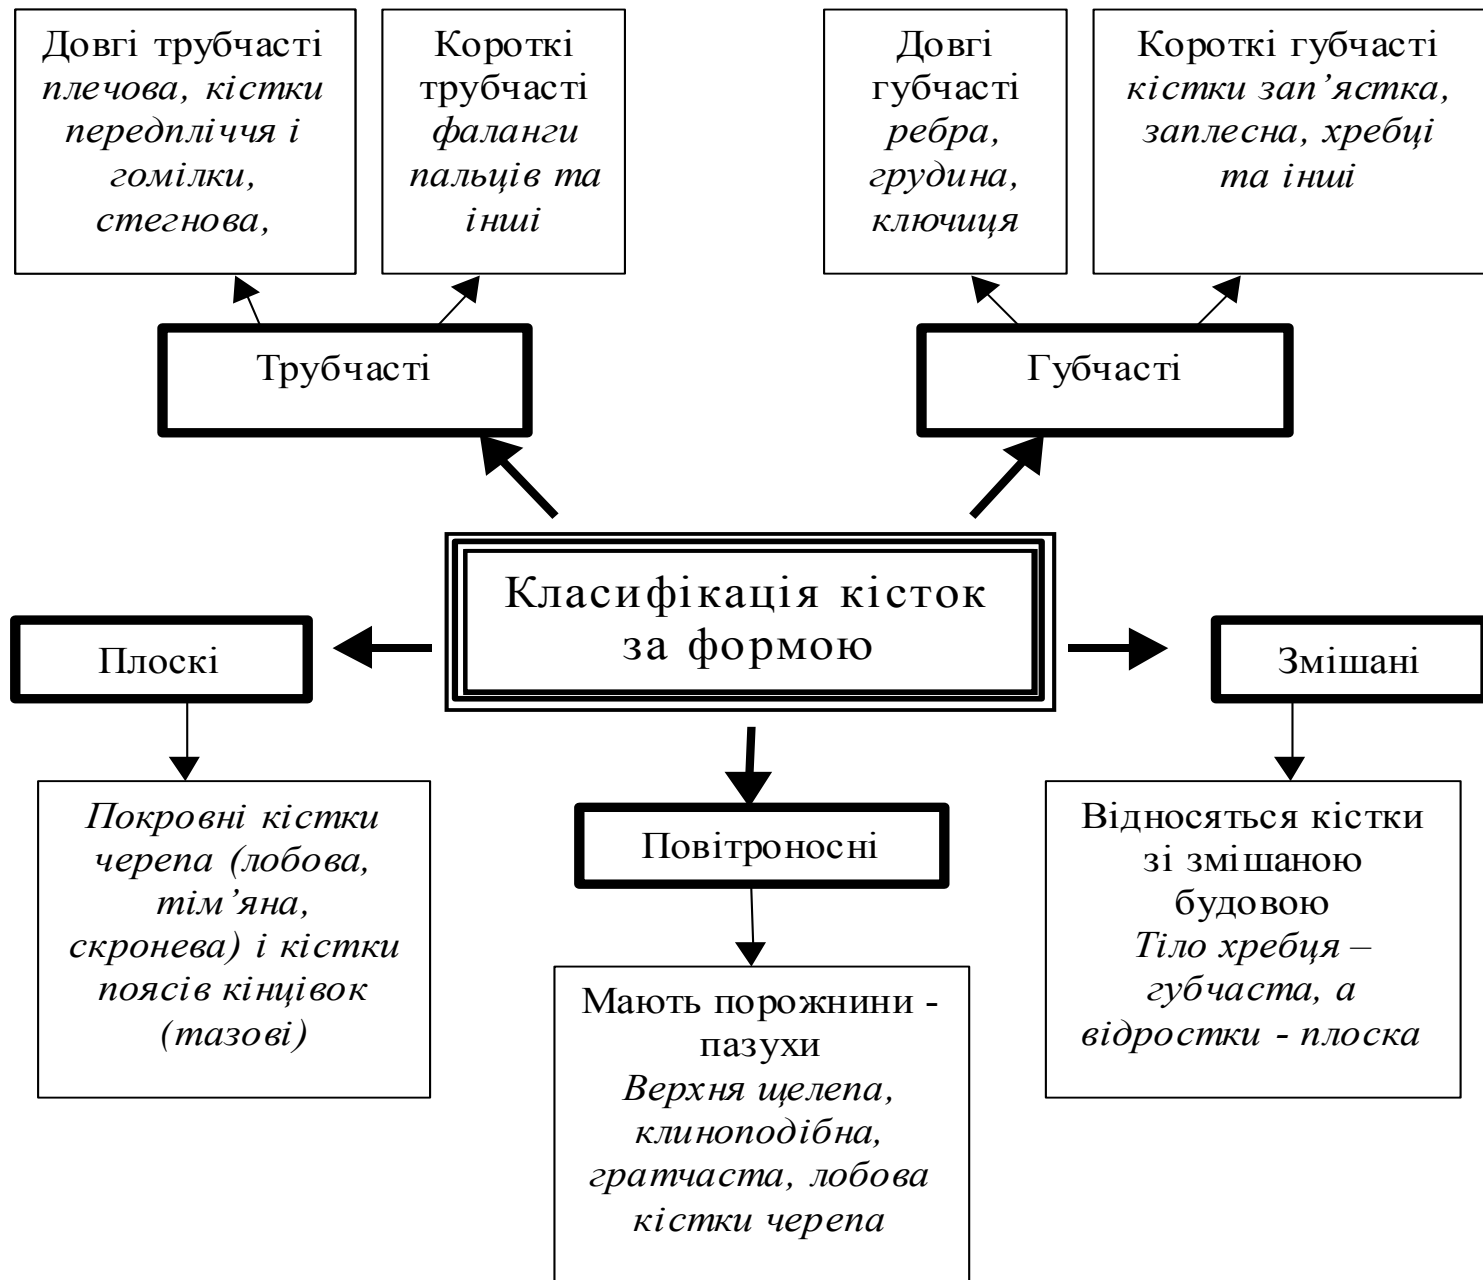 Довгі трубчасті
плечова, кістки
передпліччя і
гомілки,
стегнова,
Короткі
трубчасті
фаланги
пальців та
інші
Довгі
губчасті
ребра,
грудина,
ключиця
Короткі губчасті
кістки зап’ястка,
заплесна, хребці
та інші
Трубчасті
Губчасті
Класифікація кісток
за формою
Плоскі
Змішані
Покровні кістки
черепа (лобова,
тім’яна,
скронева) і кістки
поясів кінцівок
(тазові)
Повітроносні
Мають порожнини -
пазухи
Верхня щелепа,
клиноподібна,
гратчаста, лобова
кістки черепа
Відносяться кістки
зі змішаною
будовою
Тіло хребця –
губчаста, а
відростки - плоска